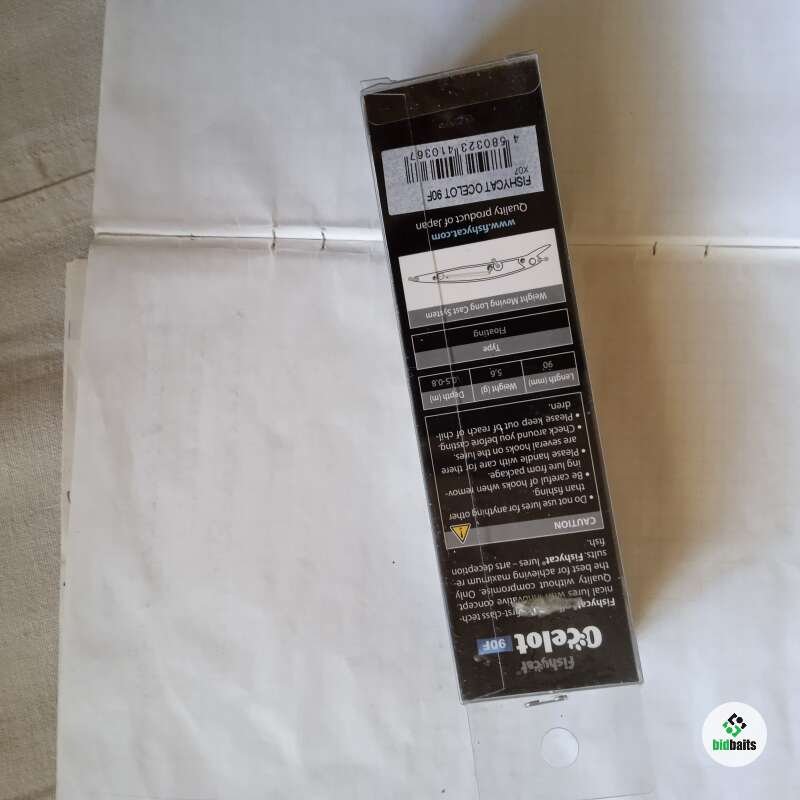 Fishycat
Ocelot 90F
Fishycat® first-class tech-
nical lures with innovative concept.
Quality without compromise. Only
the best for achieving maximum re-
sults. Fishycat® lures – arts deception
fish.
CAUTION
• Do not use lures for anything other
than fishing.
• Be careful of hooks when remov-
ing lure from package.
• Please handle with care for there
are several hooks on the lures.
• Check around you before casting.
• Please keep out of reach of chil-
dren.
Length (mm) Weight (g) Depth (m)
90 5.6 0.5-0.8
Type
Floating
Weight Moving Long Cast System
www.fishycat.com
Quality product of Japan
FISHYCAT OCELOT 90F
X07
4 580323 410367
bidbaits